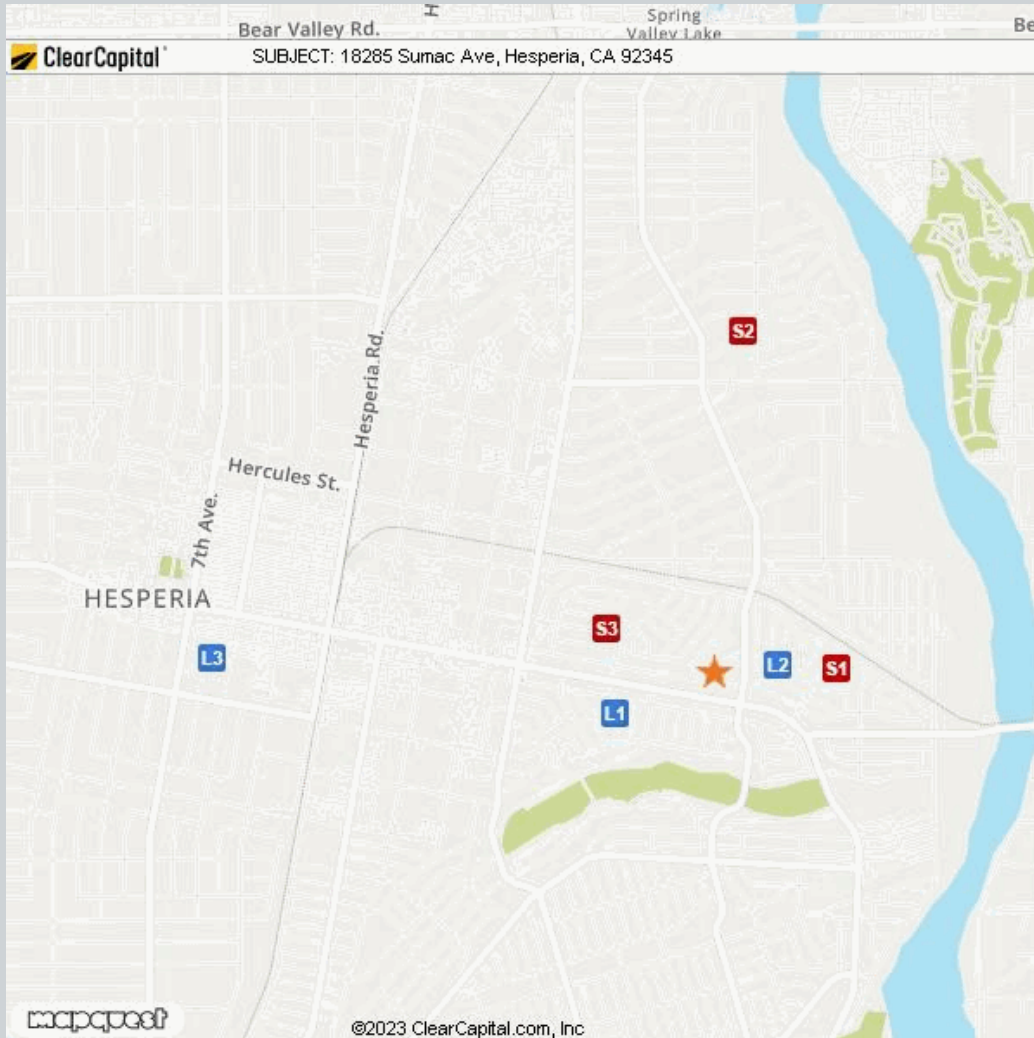 H
Spring
Valley Lake
Bear Valley Rd.
Be
ClearCapital
SUBJECT: 18285 Sumac Ave, Hesperia, CA 92345
S2
Hesperia Rd.
Hercules St.
7th Ave.
HESPERIA
S3
L3
L2
S1
L1
mapquest
©2023 ClearCapital.com, Inc